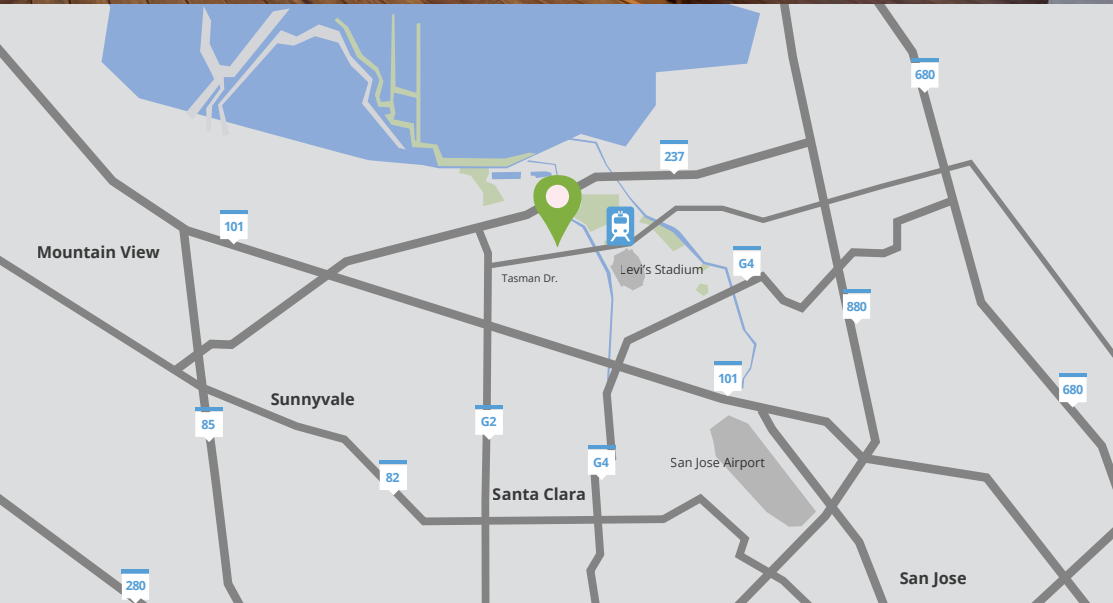 680
237
101
Mountain View
G4
Levi's Stadium
Tasman Dr.
880
101
680
Sunnyvale
G2
85
G4
San Jose Airport
82
Santa Clara
San Jose
280